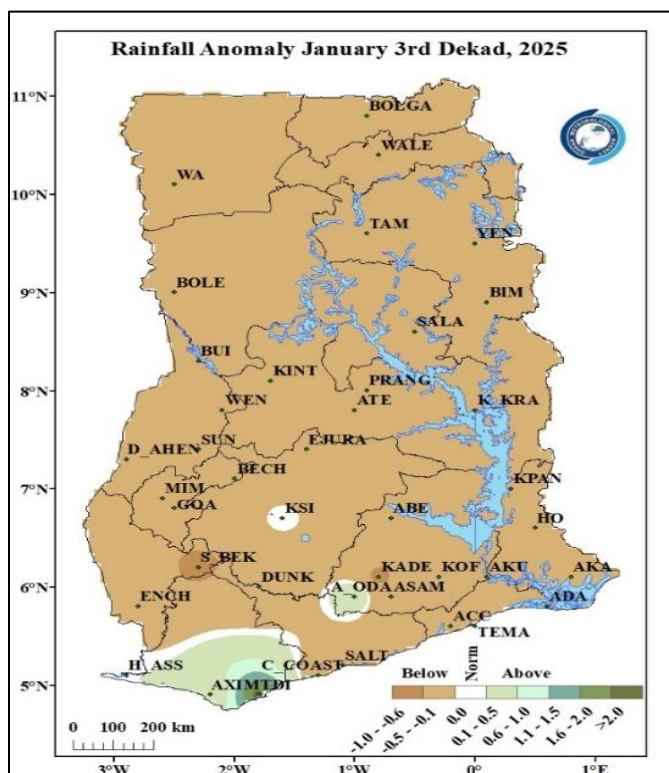 Rainfall Anomaly January 3rd Dekad, 2025
11°N
BOLGA
WALE
10°N
WA
TAM
YEN
9°N
BOLE
BIM
SALA
BUI
8°N
KINT
PRANG
WEN
ATE
K_KRA
SUN
EJURA
D_AHEN
BECH
7°N
KPAN
MIM
GOA
KSI
ABE
HO
S_BEK
6°N
DUNK
KADE
KOF
AKU
AKA
A_ODA
ASAM
ENCH
ADA
ACC
TEMA
H_ASS
C_COAST
SALT
5°N
AXIM
TDI
Below
Norm
Above
-1.0 - -0.6
-0.5 - -0.1
0.0
0.1 - 0.5
0.6 - 1.0
1.1 - 1.5
1.6 - 2.0
>2.0
0 100 200 km
3°W
2°W
1°W
0°
1°E